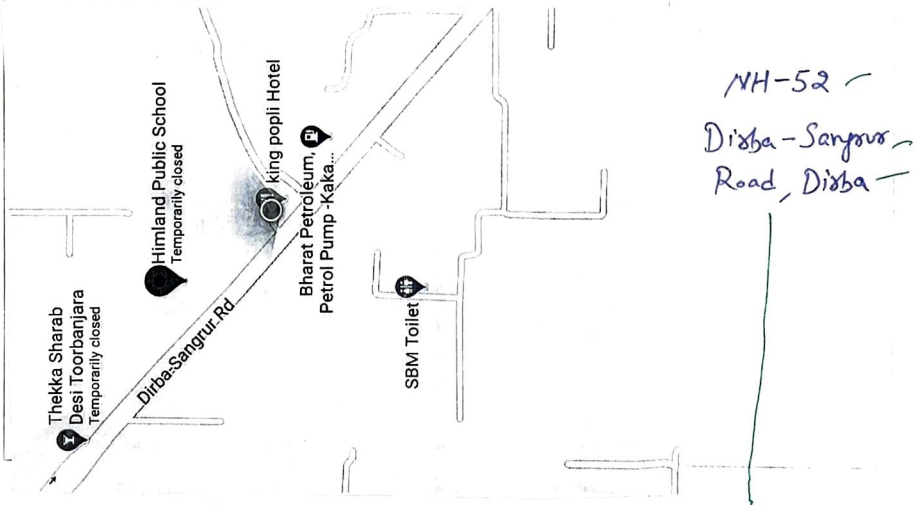 Thekka Sharab
Desi Toorbanjara
Temporarily closed
Himland Public School
Temporarily closed
king popli Hotel
Bharat Petroleum,
Petrol Pump -Kaka...
Dirba-Sangrur Rd
SBM Toilet
NH-52
Dirba-Sangrur
Road, Dirba